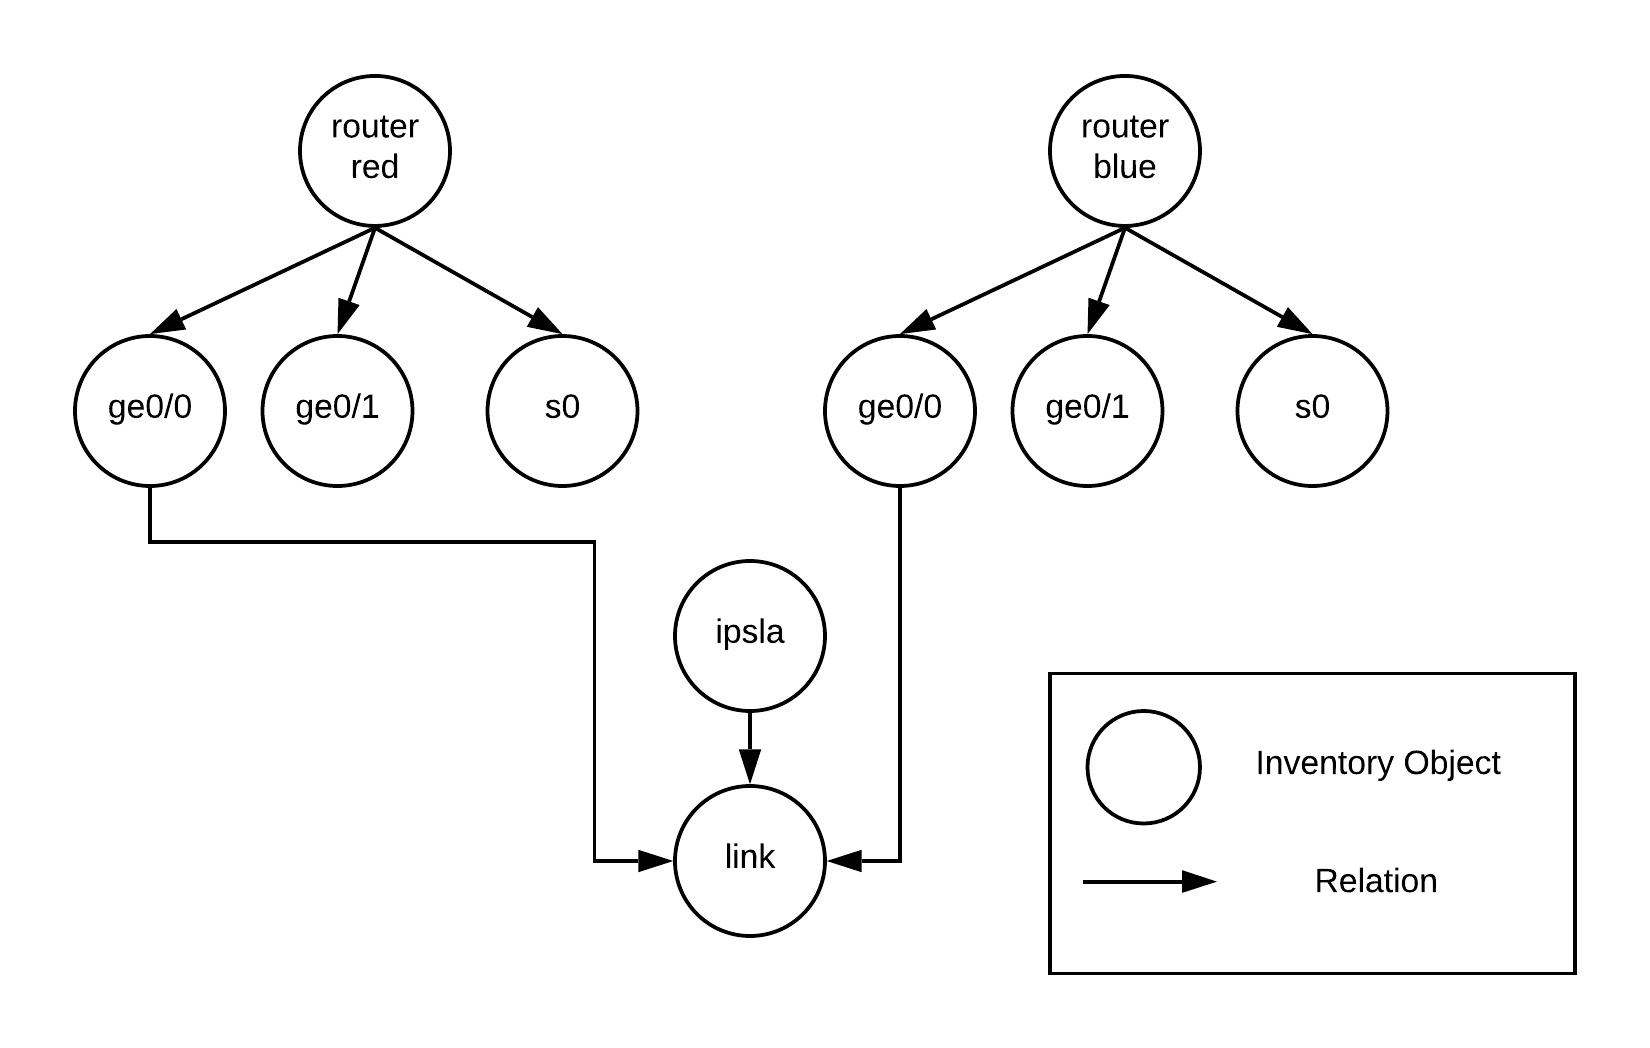 router
red
router
blue
ge0/0
ge0/1
s0
ge0/0
ge0/1
s0
ipsla
link
Inventory Object
Relation